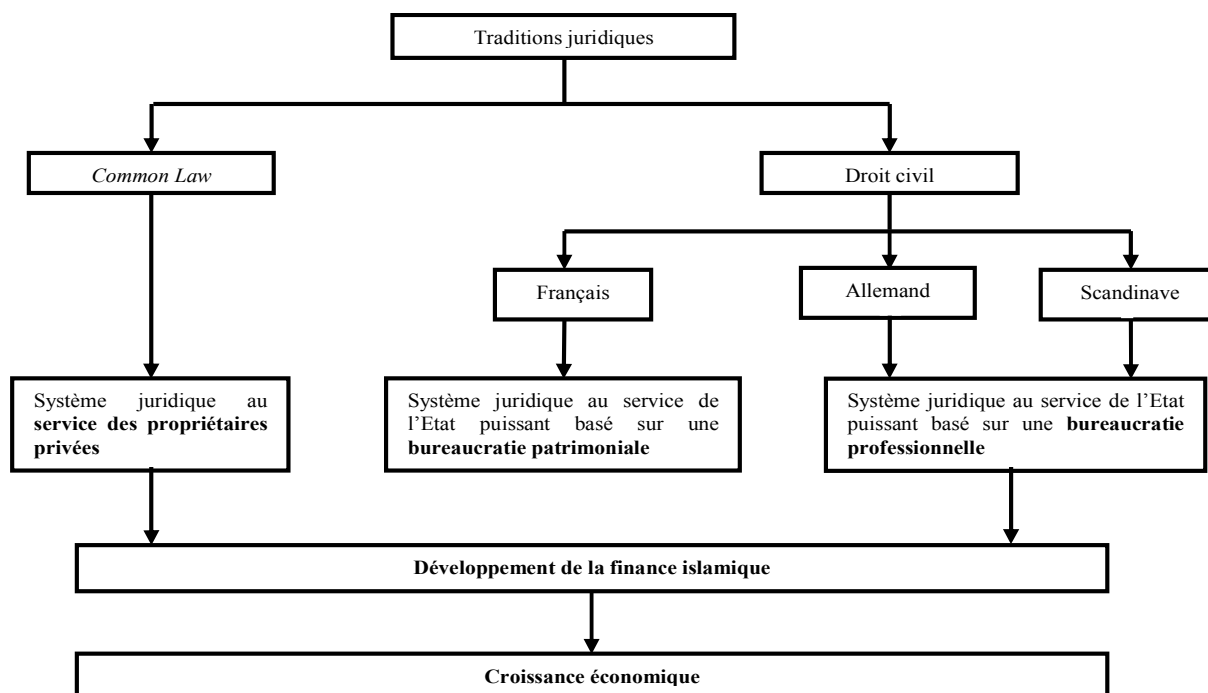 Traditions juridiques
Common Law
Droit civil
Français
Allemand
Scandinave
Système juridique au
service des propriétaires
privées
Système juridique au service de
l’Etat puissant basé sur une
bureaucratie patrimoniale
Système juridique au service de l’Etat
puissant basé sur une bureaucratie
professionnelle
Développement de la finance islamique
Croissance économique